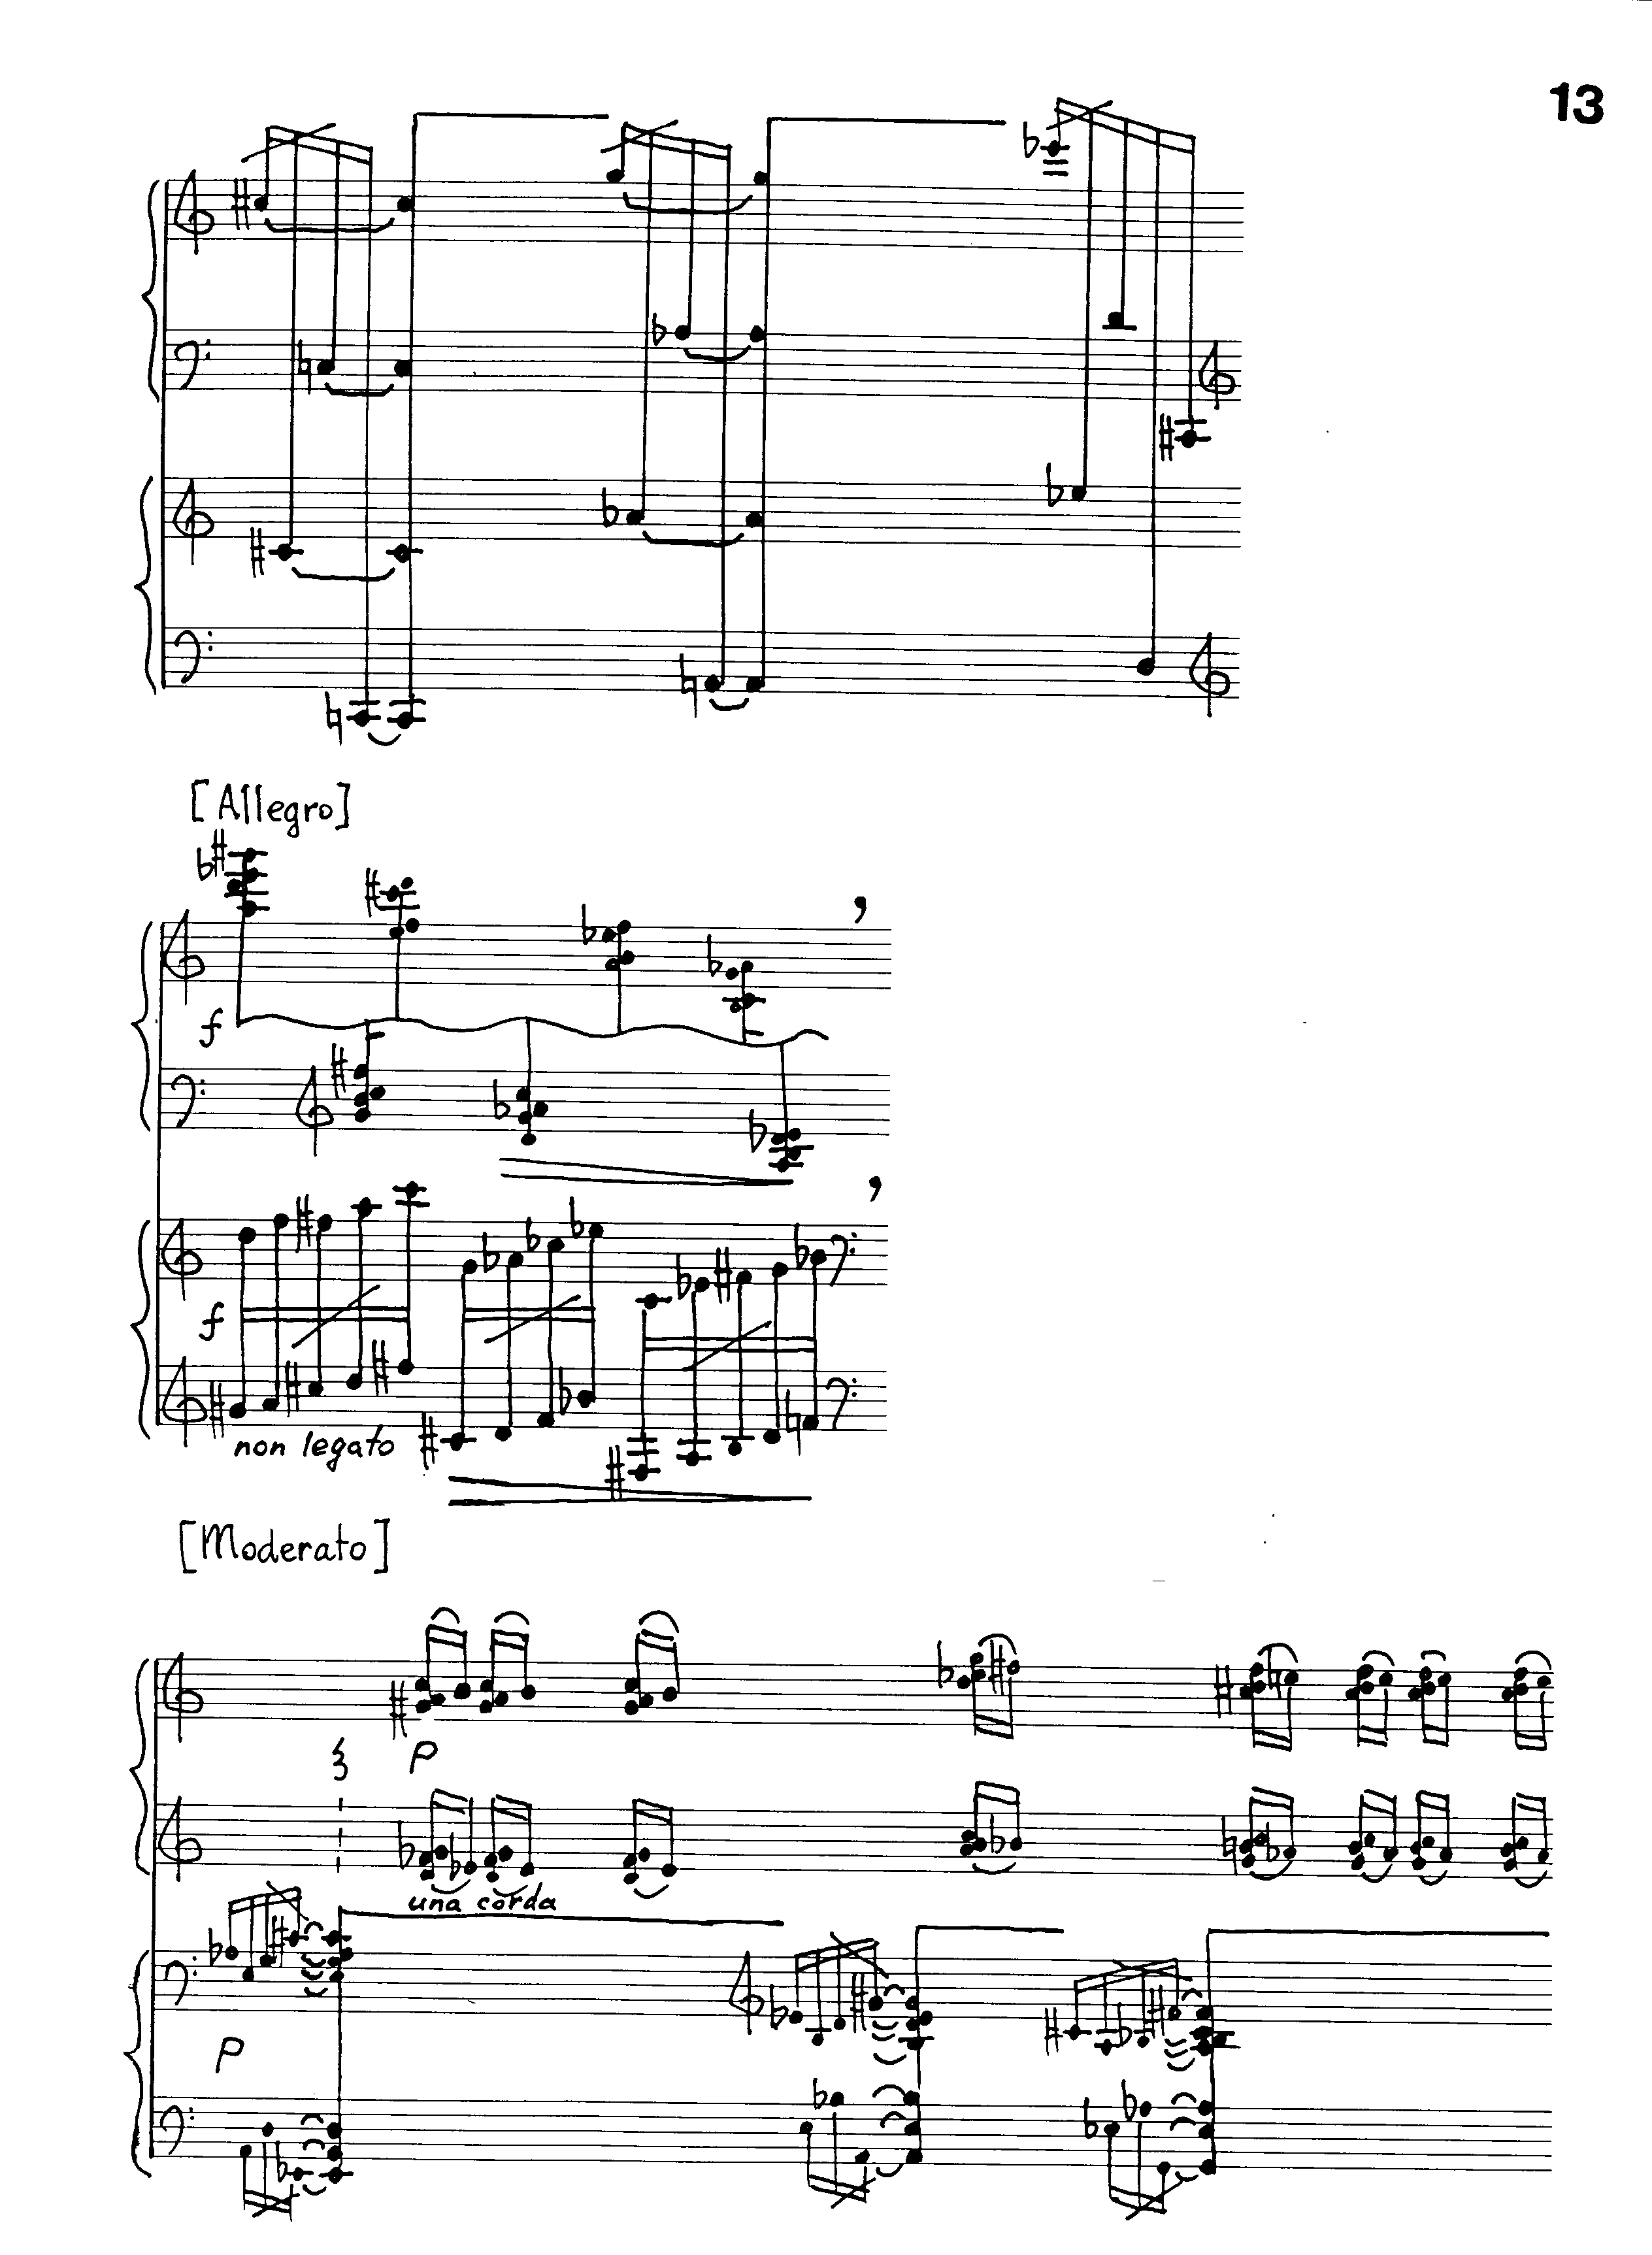 13
[Allegro]
f
f
non legato
[Moderato]
p
una corda
p